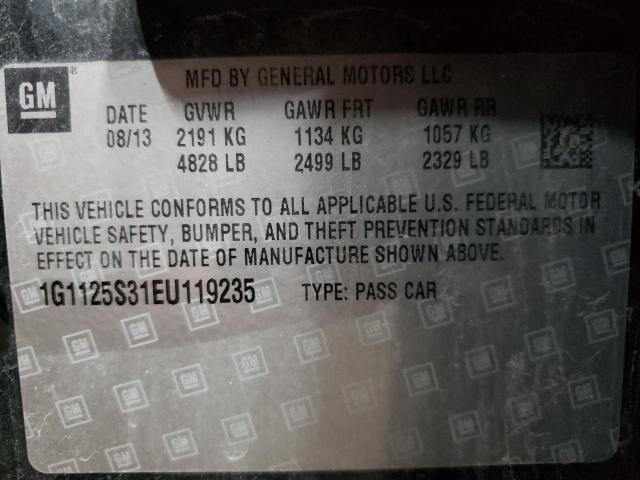 GM ®
MFD BY GENERAL MOTORS LLC
DATE GVWR GAWR FRT GAWR RR
08/13 2191 KG 1134 KG 1057 KG
4828 LB 2499 LB 2329 LB
THIS VEHICLE CONFORMS TO ALL APPLICABLE U.S. FEDERAL MOTOR
VEHICLE SAFETY, BUMPER, AND THEFT PREVENTION STANDARDS IN
EFFECT ON THE DATE OF MANUFACTURE SHOWN ABOVE.
1G1125S31EU119235 TYPE: PASS CAR